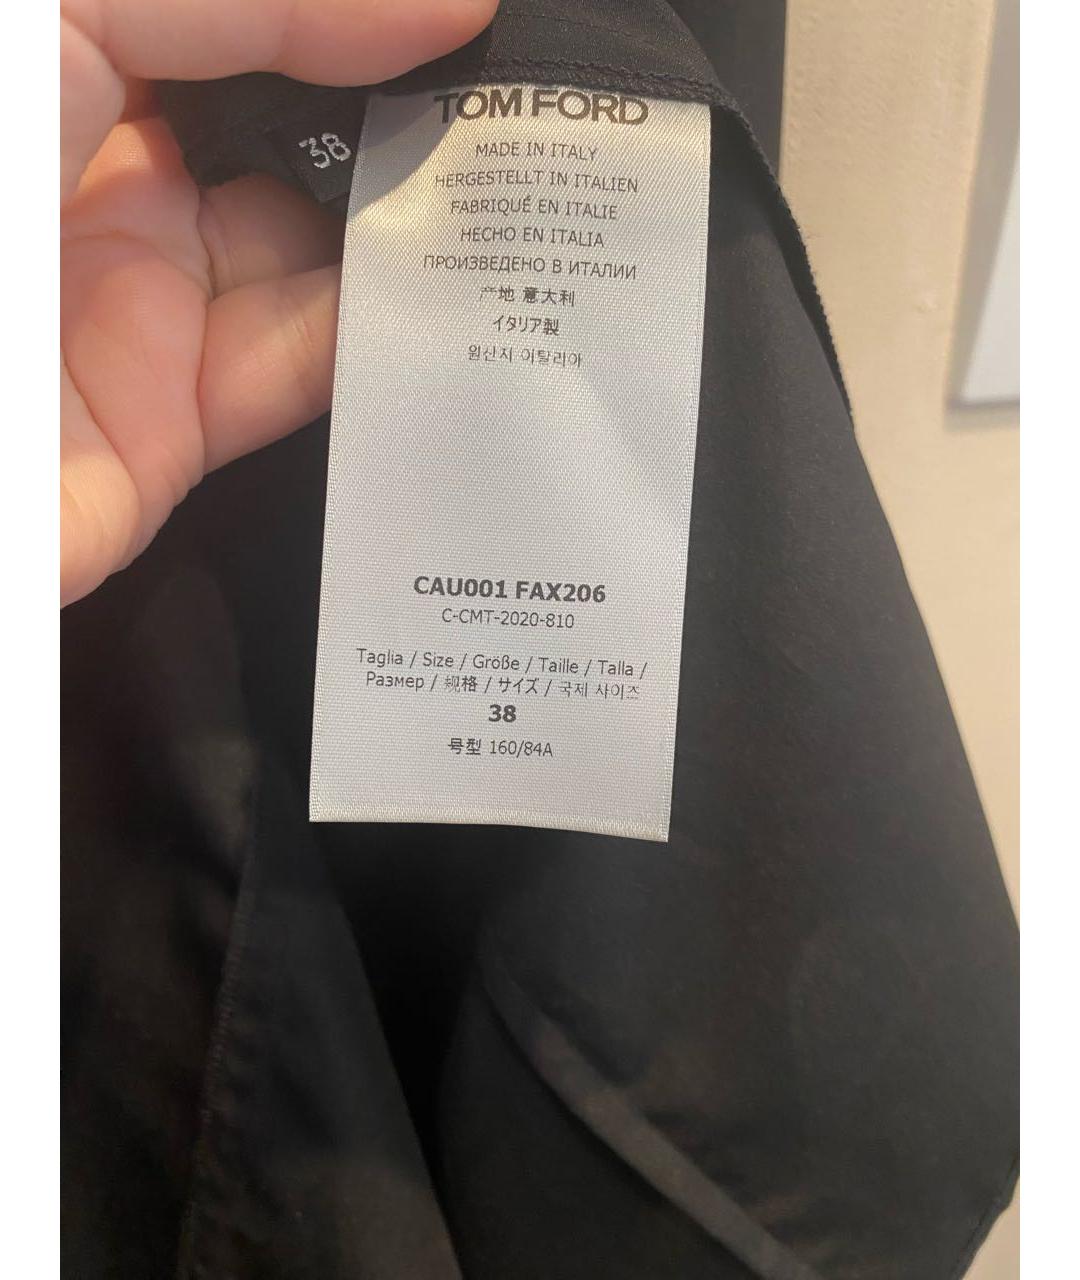 TOM FORD
38
MADE IN ITALY
HERGESTELLT IN ITALIEN
FABRIQUÉ EN ITALIE
HECHO EN ITALIA
ПРОИЗВЕДЕНО В ИТАЛИИ
产地 意大利
イタリア製
원산지 이탈리아
CAU001 FAX206
C-CMT-2020-810
Taglia / Size / Größe / Taille / Talla /
Размер / 规格 / サイズ / 국제 사이즈
38
号型 160/84A